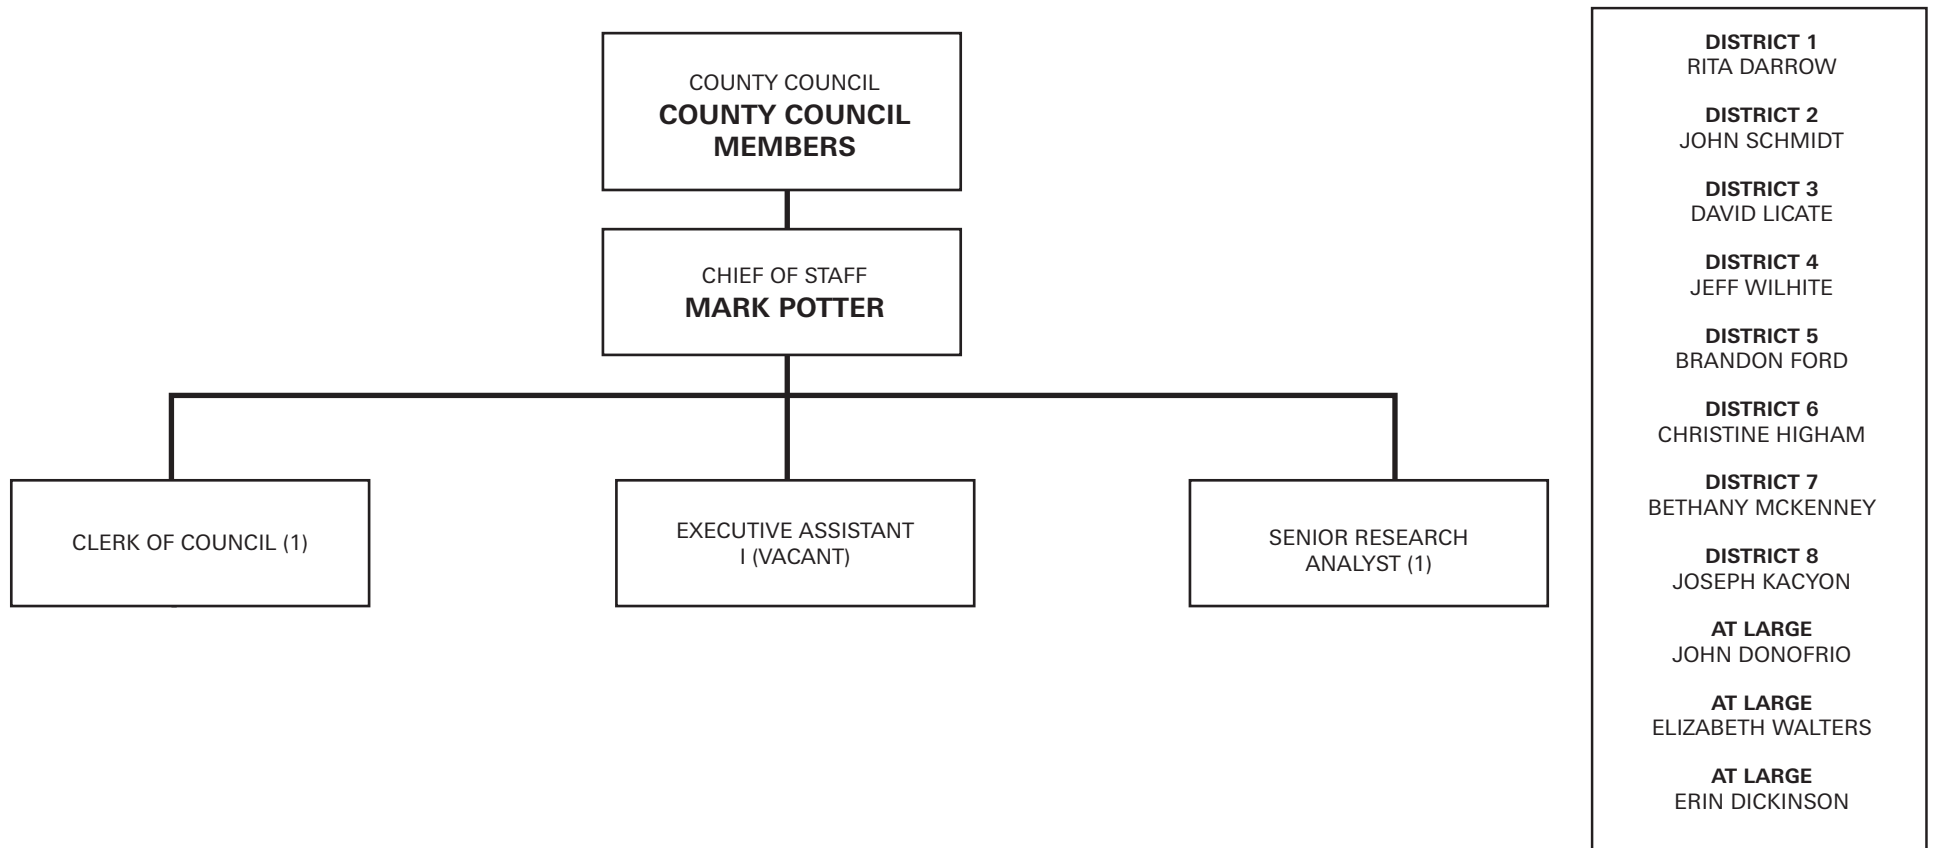 COUNTY COUNCIL
COUNTY COUNCIL
MEMBERS
CHIEF OF STAFF
MARK POTTER
CLERK OF COUNCIL (1)
EXECUTIVE ASSISTANT
I (VACANT)
SENIOR RESEARCH
ANALYST (1)
DISTRICT 1
RITA DARROW
DISTRICT 2
JOHN SCHMIDT
DISTRICT 3
DAVID LICATE
DISTRICT 4
JEFF WILHITE
DISTRICT 5
BRANDON FORD
DISTRICT 6
CHRISTINE HIGHAM
DISTRICT 7
BETHANY MCKENNEY
DISTRICT 8
JOSEPH KACYON
AT LARGE
JOHN DONOFRIO
AT LARGE
ELIZABETH WALTERS
AT LARGE
ERIN DICKINSON